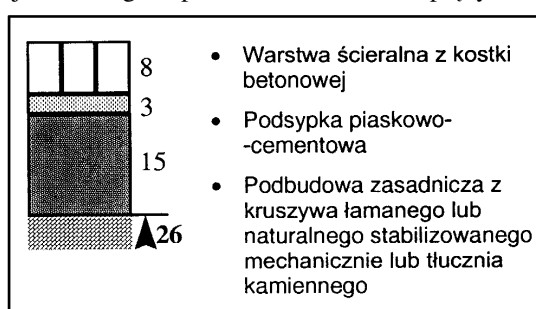 8
3
15
26
• Warstwa ścieralna z kostki
betonowej
• Podsypka piaskowo-
-cementowa
• Podbudowa zasadnicza z
kruszywa łamanego lub
naturalnego stabilizowanego
mechanicznie lub tłucznia
kamiennego